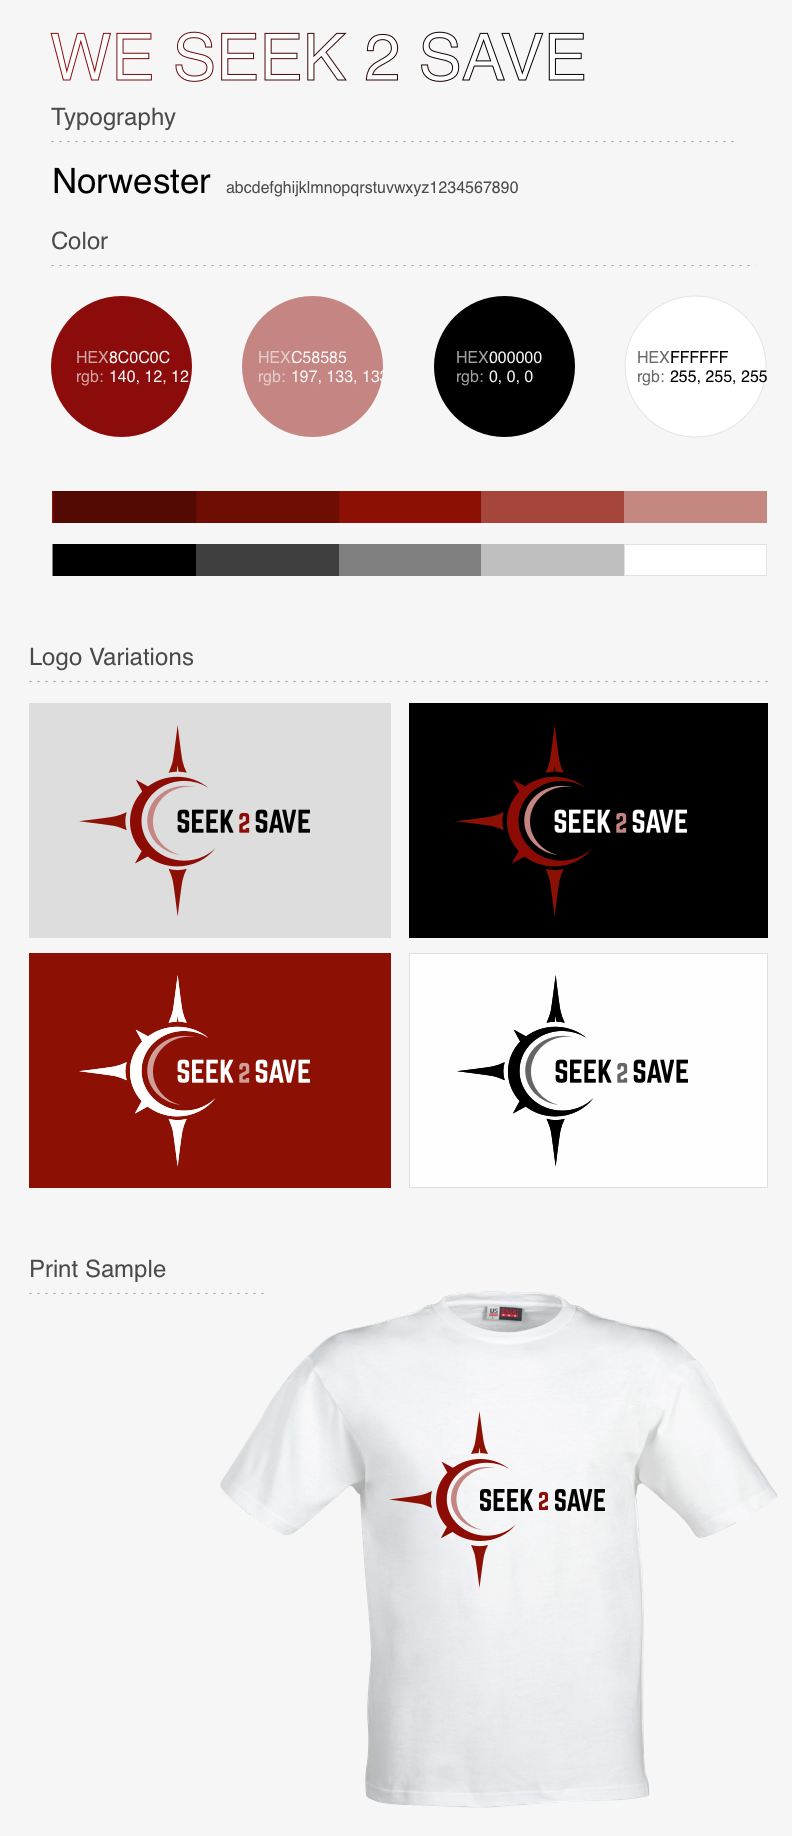 WE SEEK 2 SAVE
Typography
Norwester abcdefghijklmnopqrstuvwxyz1234567890
Color
HEX8C0C0C
rgb: 140, 12, 12
HEXC58585
rgb: 197, 133, 133
HEX000000
rgb: 0, 0, 0
HEXFFFFFF
rgb: 255, 255, 255
Logo Variations
SEEK 2 SAVE
SEEK 2 SAVE
SEEK 2 SAVE
SEEK 2 SAVE
Print Sample
US
SEEK 2 SAVE